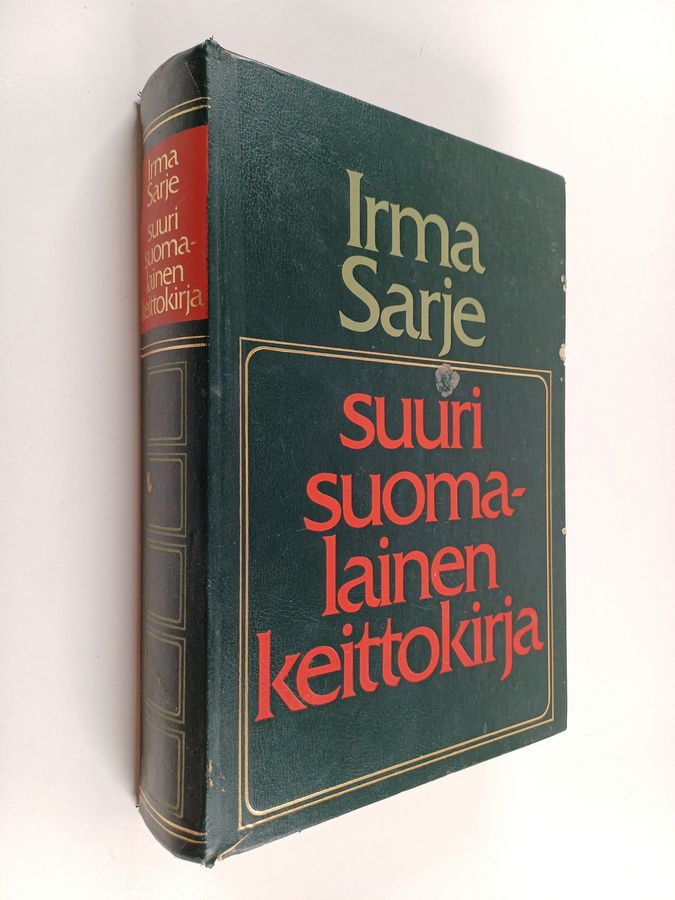 Irma
Sarje
suuri
suoma-
lainen
keittokirja
Irma
Sarje
suuri
suoma-
lainen
keittokirja